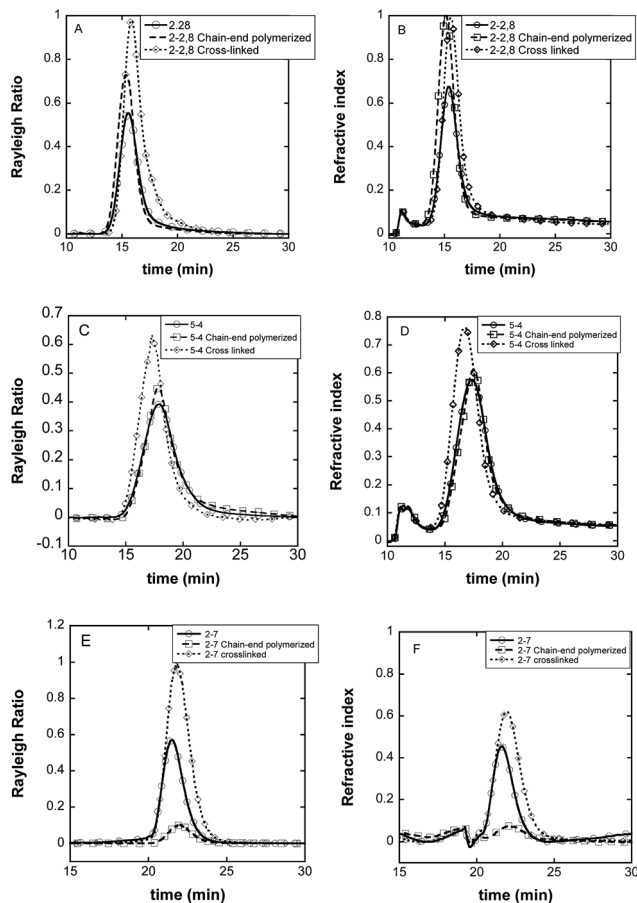 A
2.28
2-2,8 Chain-end polymerized
2-2,8 Cross-linked
Rayleigh Ratio
1
0.8
0.6
0.4
0.2
0
10 15 20 25 30
time (min)
B
2-2,8
2-2,8 Chain-end polymerized
2-2,8 Cross linked
Refractive index
1
0.8
0.6
0.4
0.2
0
10 15 20 25 30
time (min)
C
5-4
5-4 Chain-end polymerized
5-4 Cross linked
Rayleigh Ratio
0.7
0.6
0.5
0.4
0.3
0.2
0.1
0
-0.1
10 15 20 25 30
time (min)
D
5-4
5-4 Chain-end polymerized
5-4 Cross linked
Refractive index
0.8
0.7
0.6
0.5
0.4
0.3
0.2
0.1
0
10 15 20 25 30
time (min)
E
2-7
2-7 Chain-end polymerized
2-7 crosslinked
Rayleigh Ratio
1.2
1
0.8
0.6
0.4
0.2
0
15 20 25 30
time (min)
F
2-7
2-7 Chain-end polymerized
2-7 crosslinked
Refractive index
1
0.8
0.6
0.4
0.2
0
15 20 25 30
time (min)